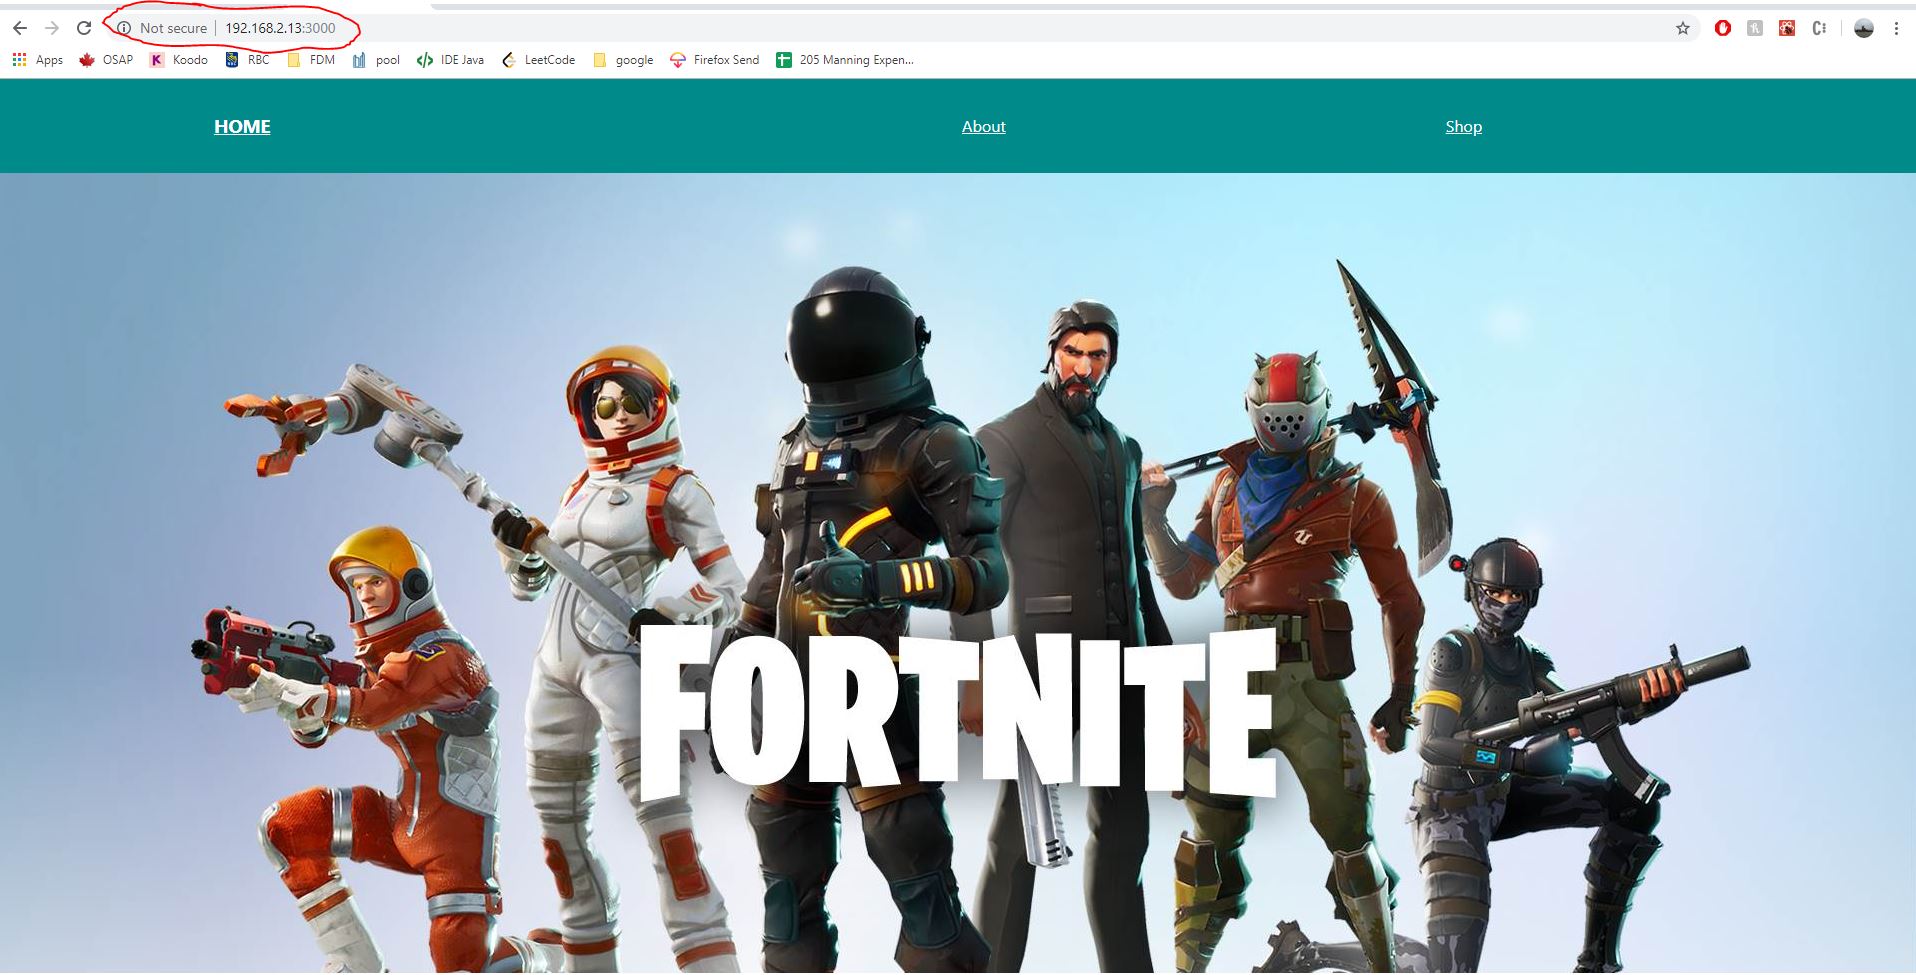 Not secure | 192.168.2.13:3000
Apps OSAP Koodo RBC FDM pool IDE Java LeetCode google Firefox Send 205 Manning Expen...
HOME About Shop
FORTNITE